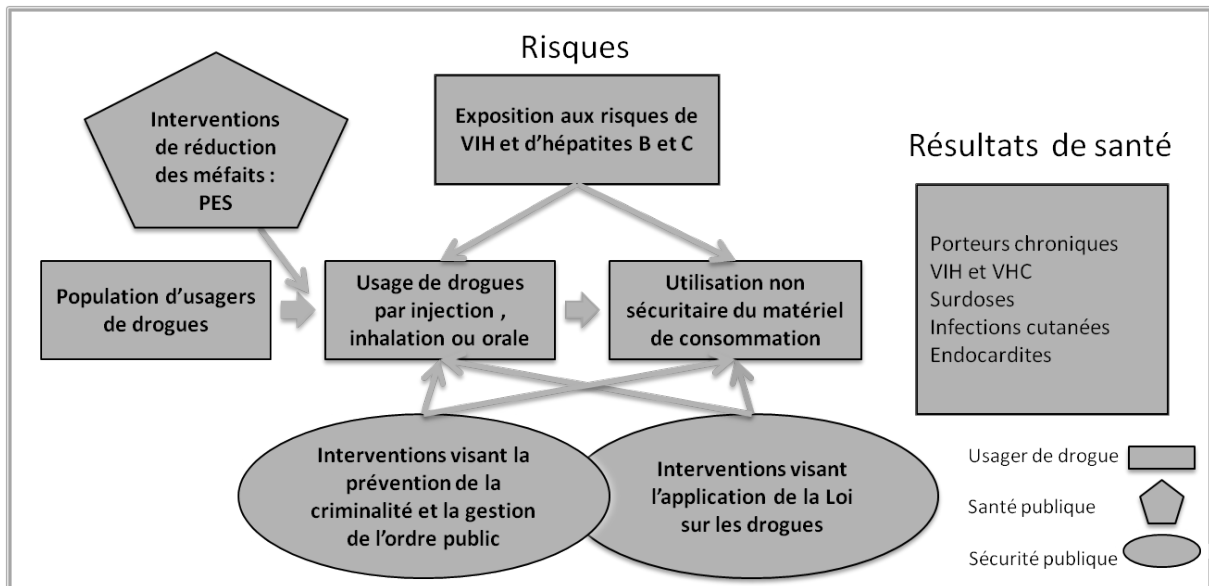 Risques
Interventions
de réduction
des méfaits :
PES
Exposition aux risques de
VIH et d’hépatites B et C
Résultats de santé
Population d’usagers
de drogues
Usage de drogues
par injection ,
inhalation ou orale
Utilisation non
sécuritaire du matériel
de consommation
Porteurs chroniques
VIH et VHC
Surdoses
Infections cutanées
Endocardites
Interventions visant la
prévention de la
criminalité et la gestion
de l’ordre public
Interventions visant
l’application de la Loi
sur les drogues
Usager de drogue
Santé publique
Sécurité publique